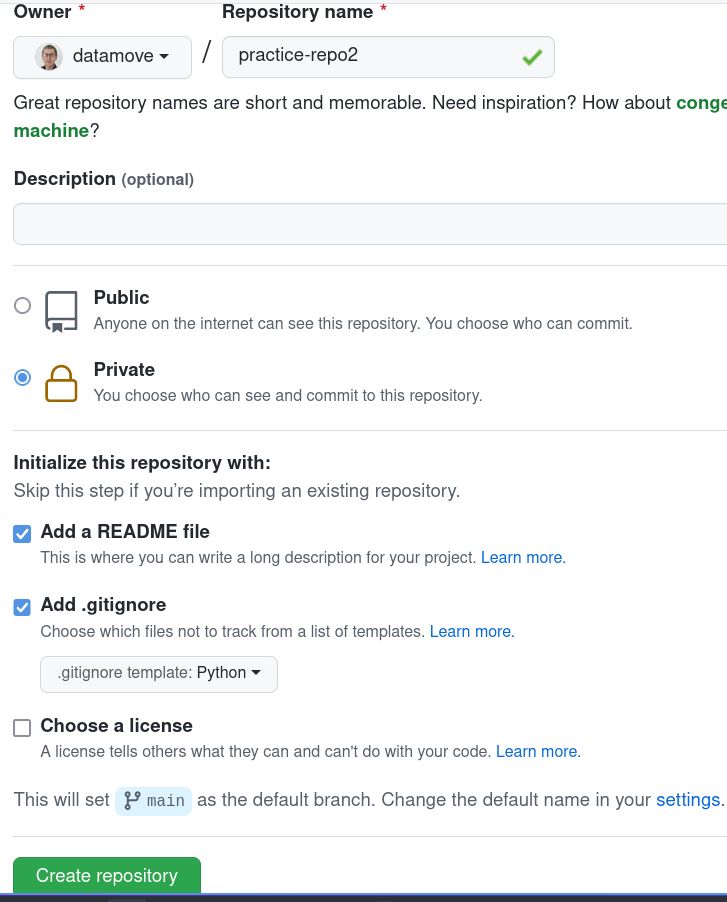 Owner * Repository name *
datamove / practice-repo2
Great repository names are short and memorable. Need inspiration? How about
machine?
Description (optional)
Public
Anyone on the internet can see this repository. You choose who can commit.
Private
You choose who can see and commit to this repository.
Initialize this repository with:
Skip this step if you’re importing an existing repository.
Add a README file
This is where you can write a long description for your project. Learn more.
Add .gitignore
Choose which files not to track from a list of templates. Learn more.
.gitignore template: Python
Choose a license
A license tells others what they can and can't do with your code. Learn more.
This will set main as the default branch. Change the default name in your settings.
Create repository